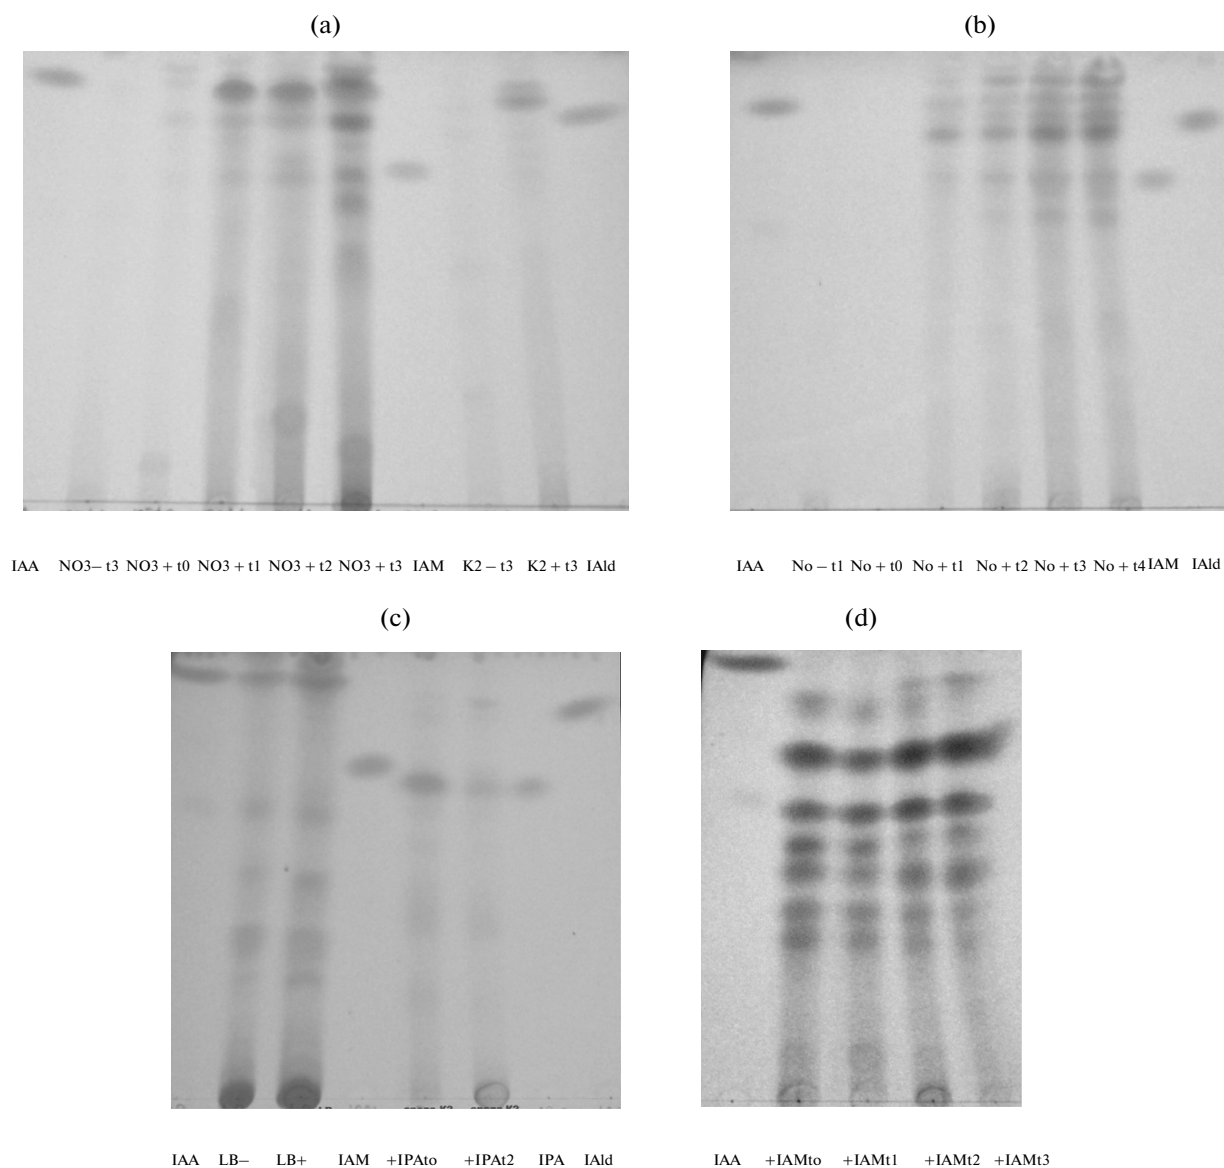 (a)
(b)
IAA NO3– t3 NO3 + t0 NO3 + t1 NO3 + t2 NO3 + t3 IAM K2 – t3 K2 + t3 IAld
IAA No – t1 No + t0 No + t1 No + t2 No + t3 No + t4 IAM IAld
(c)
(d)
IAA LB– LB+ IAM +IPAto +IPAt2 IPA IAld
IAA +IAMto +IAMt1 +IAMt2 +IAMt3